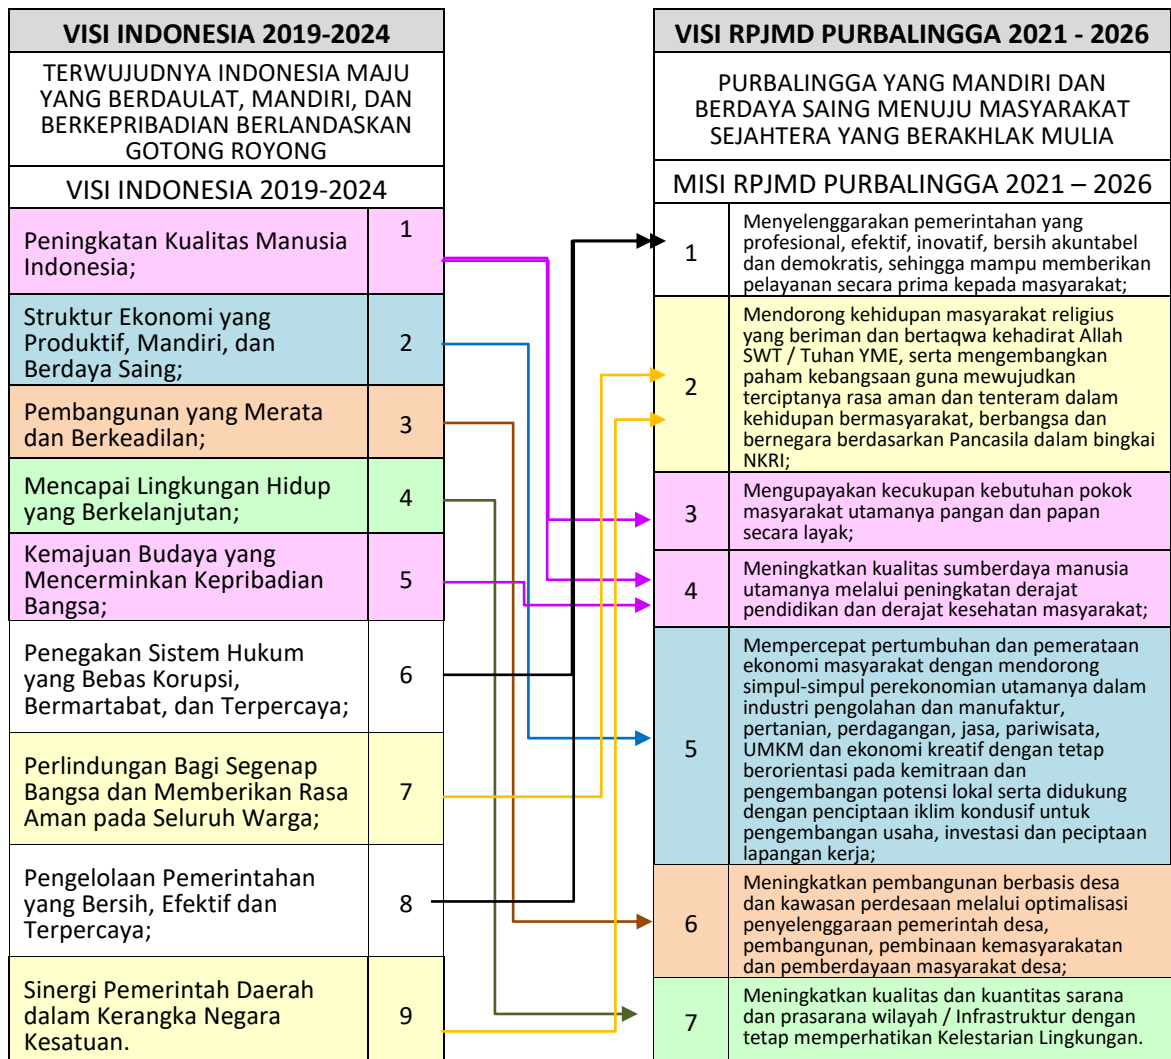 VISI INDONESIA 2019-2024
TERWUJUDNYA INDONESIA MAJU
YANG BERDAULAT, MANDIRI, DAN
BERKEPRIBADIAN BERLANDASKAN
GOTONG ROYONG
VISI INDONESIA 2019-2024
Peningkatan Kualitas Manusia
Indonesia;
1
Struktur Ekonomi yang
Produktif, Mandiri, dan
Berdaya Saing;
2
Pembangunan yang Merata
dan Berkeadilan;
3
Mencapai Lingkungan Hidup
yang Berkelanjutan;
4
Kemajuan Budaya yang
Mencerminkan Kepribadian
Bangsa;
5
Penegakan Sistem Hukum
yang Bebas Korupsi,
Bermartabat, dan Terpercaya;
6
Perlindungan Bagi Segenap
Bangsa dan Memberikan Rasa
Aman pada Seluruh Warga;
7
Pengelolaan Pemerintahan
yang Bersih, Efektif dan
Terpercaya;
8
Sinergi Pemerintah Daerah
dalam Kerangka Negara
Kesatuan.
9
VISI RPJMD PURBALINGGA 2021 - 2026
PURBALINGGA YANG MANDIRI DAN
BERDAYA SAING MENUJU MASYARAKAT
SEJAHTERA YANG BERAKHLAK MULIA
MISI RPJMD PURBALINGGA 2021 – 2026
1
Menyelenggarakan pemerintahan yang
profesional, efektif, inovatif, bersih akuntabel
dan demokratis, sehingga mampu memberikan
pelayanan secara prima kepada masyarakat;
2
Mendorong kehidupan masyarakat religius
yang beriman dan bertaqwa kehadirat Allah
SWT / Tuhan YME, serta mengembangkan
paham kebangsaan guna mewujudkan
terciptanya rasa aman dan tenteram dalam
kehidupan bermasyarakat, berbangsa dan
bernegara berdasarkan Pancasila dalam bingkai
NKRI;
3
Mengupayakan kecukupan kebutuhan pokok
masyarakat utamanya pangan dan papan
secara layak;
4
Meningkatkan kualitas sumberdaya manusia
utamanya melalui peningkatan derajat
pendidikan dan derajat kesehatan masyarakat;
5
Mempercepat pertumbuhan dan pemerataan
ekonomi masyarakat dengan mendorong
simpul-simpul perekonomian utamanya dalam
industri pengolahan dan manufaktur,
pertanian, perdagangan, jasa, pariwisata,
UMKM dan ekonomi kreatif dengan tetap
berorientasi pada kemitraan dan
pengembangan potensi lokal serta didukung
dengan penciptaan iklim kondusif untuk
pengembangan usaha, investasi dan peciptaan
lapangan kerja;
6
Meningkatkan pembangunan berbasis desa
dan kawasan perdesaan melalui optimalisasi
penyelenggaraan pemerintah desa,
pembangunan, pembinaan kemasyarakatan
dan pemberdayaan masyarakat desa;
7
Meningkatkan kualitas dan kuantitas sarana
dan prasarana wilayah / Infrastruktur dengan
tetap memperhatikan Kelestarian Lingkungan.